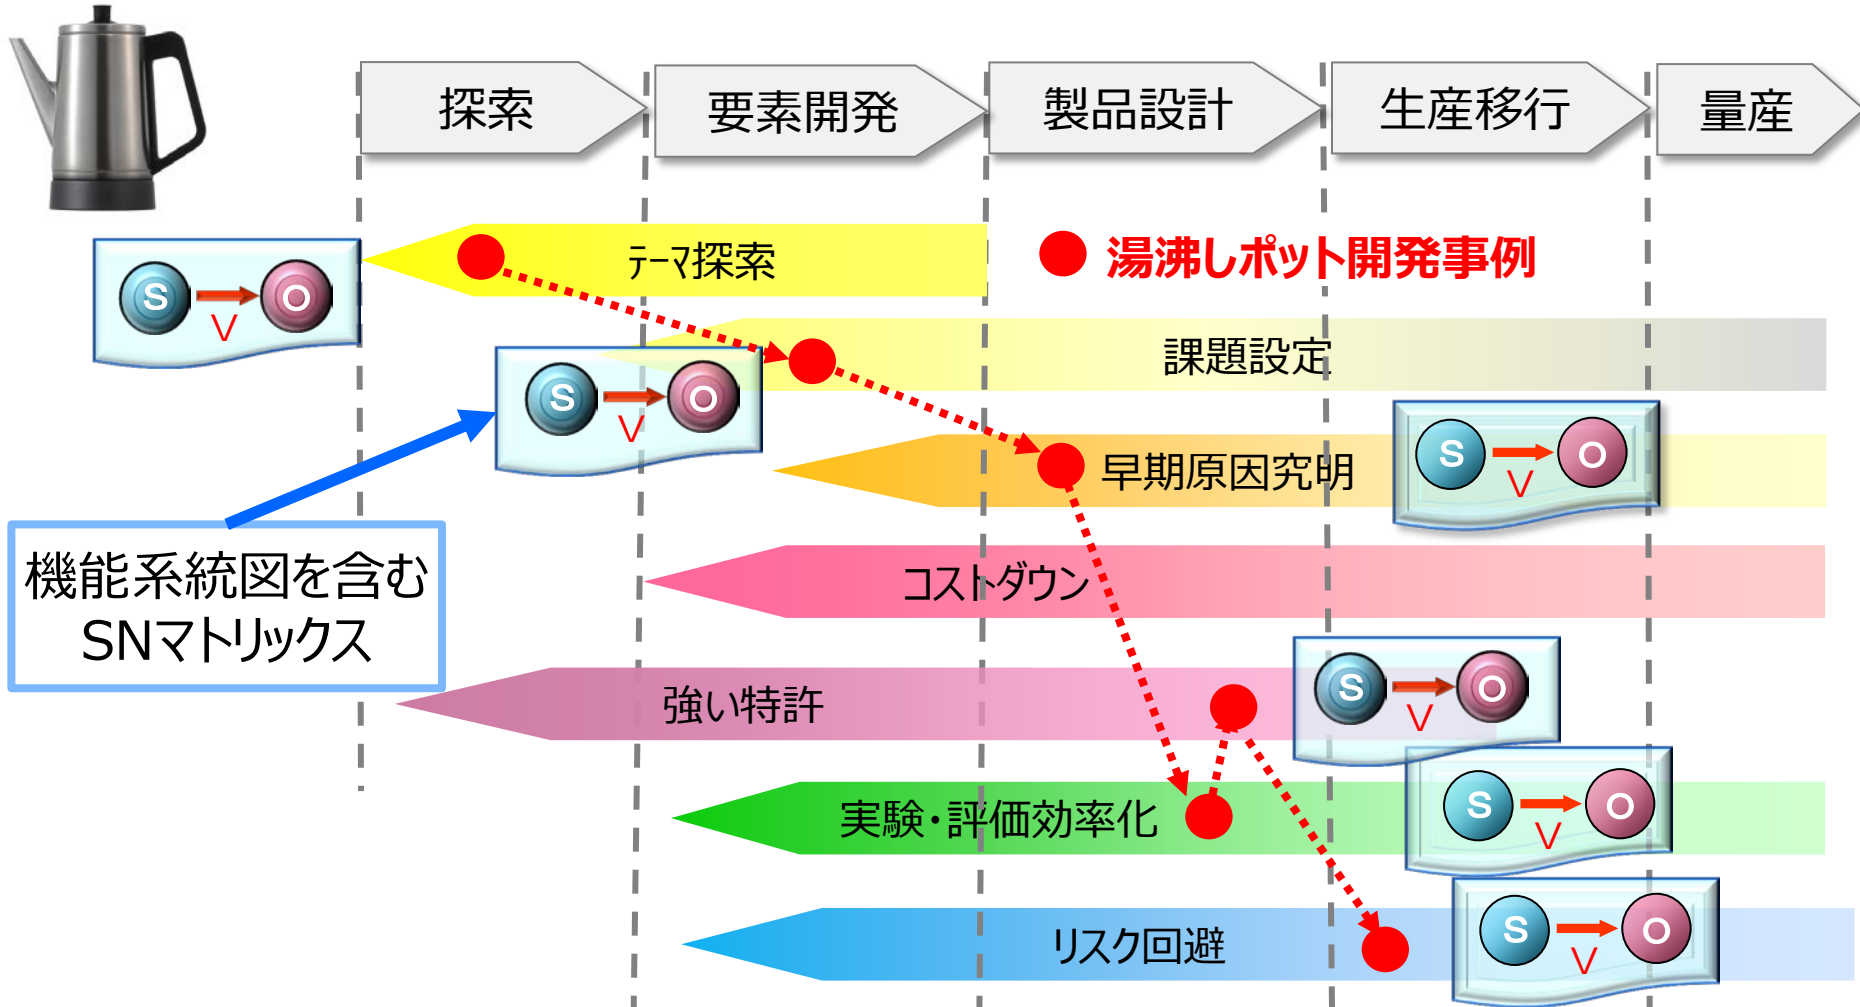 探索
要素開発
製品設計
生産移行
量産
テーマ探索
湯沸しポット開発事例
S
O
V
課題設定
S
O
V
早期原因究明
S
O
V
機能系統図を含む
SNマトリックス
コストダウン
強い特許
S
O
V
実験・評価効率化
S
O
V
リスク回避
S
O
V